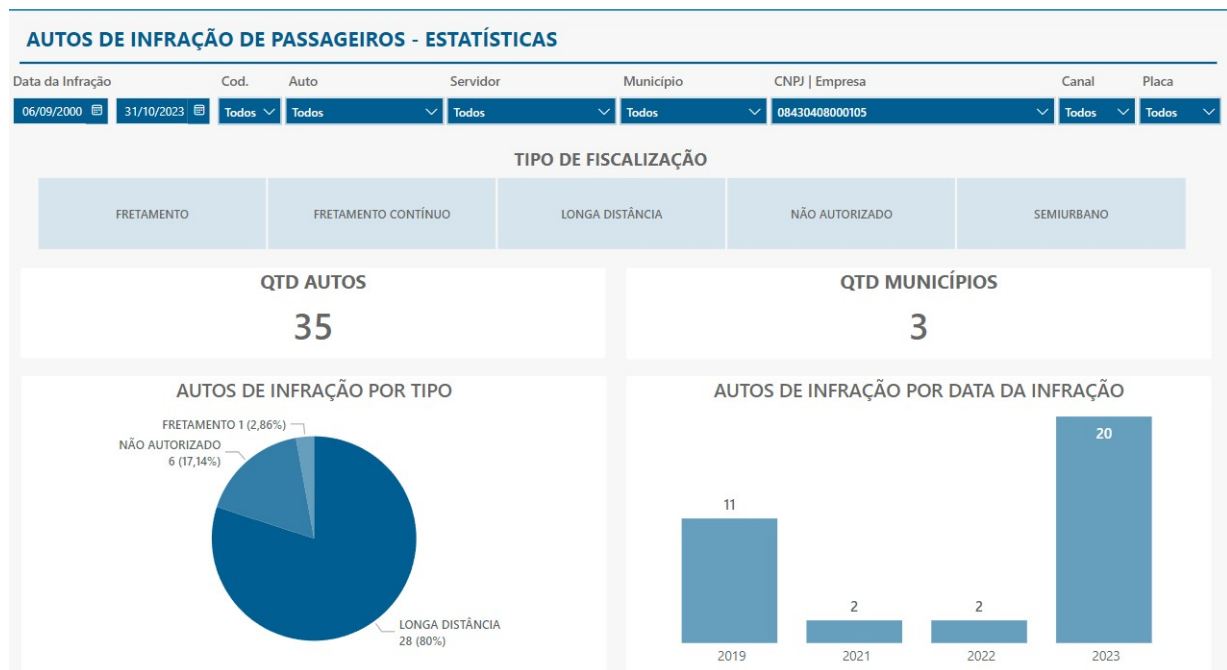 AUTOS DE INFRAÇÃO DE PASSAGEIROS - ESTATÍSTICAS
Data da Infração Cod. Auto Servidor Município CNPJ | Empresa Canal Placa
06/09/2000 31/10/2023 Todos Todos Todos Todos 08430408000105 Todos Todos
TIPO DE FISCALIZAÇÃO
FRETAMENTO FRETAMENTO CONTÍNUO LONGA DISTÂNCIA NÃO AUTORIZADO SEMIURBANO
QTD AUTOS
35
QTD MUNICÍPIOS
3
AUTOS DE INFRAÇÃO POR TIPO
FRETAMENTO 1 (2,86%)
NÃO AUTORIZADO
6 (17,14%)
LONGA DISTÂNCIA
28 (80%)
AUTOS DE INFRAÇÃO POR DATA DA INFRAÇÃO
11
2
2
20
2019 2021 2022 2023